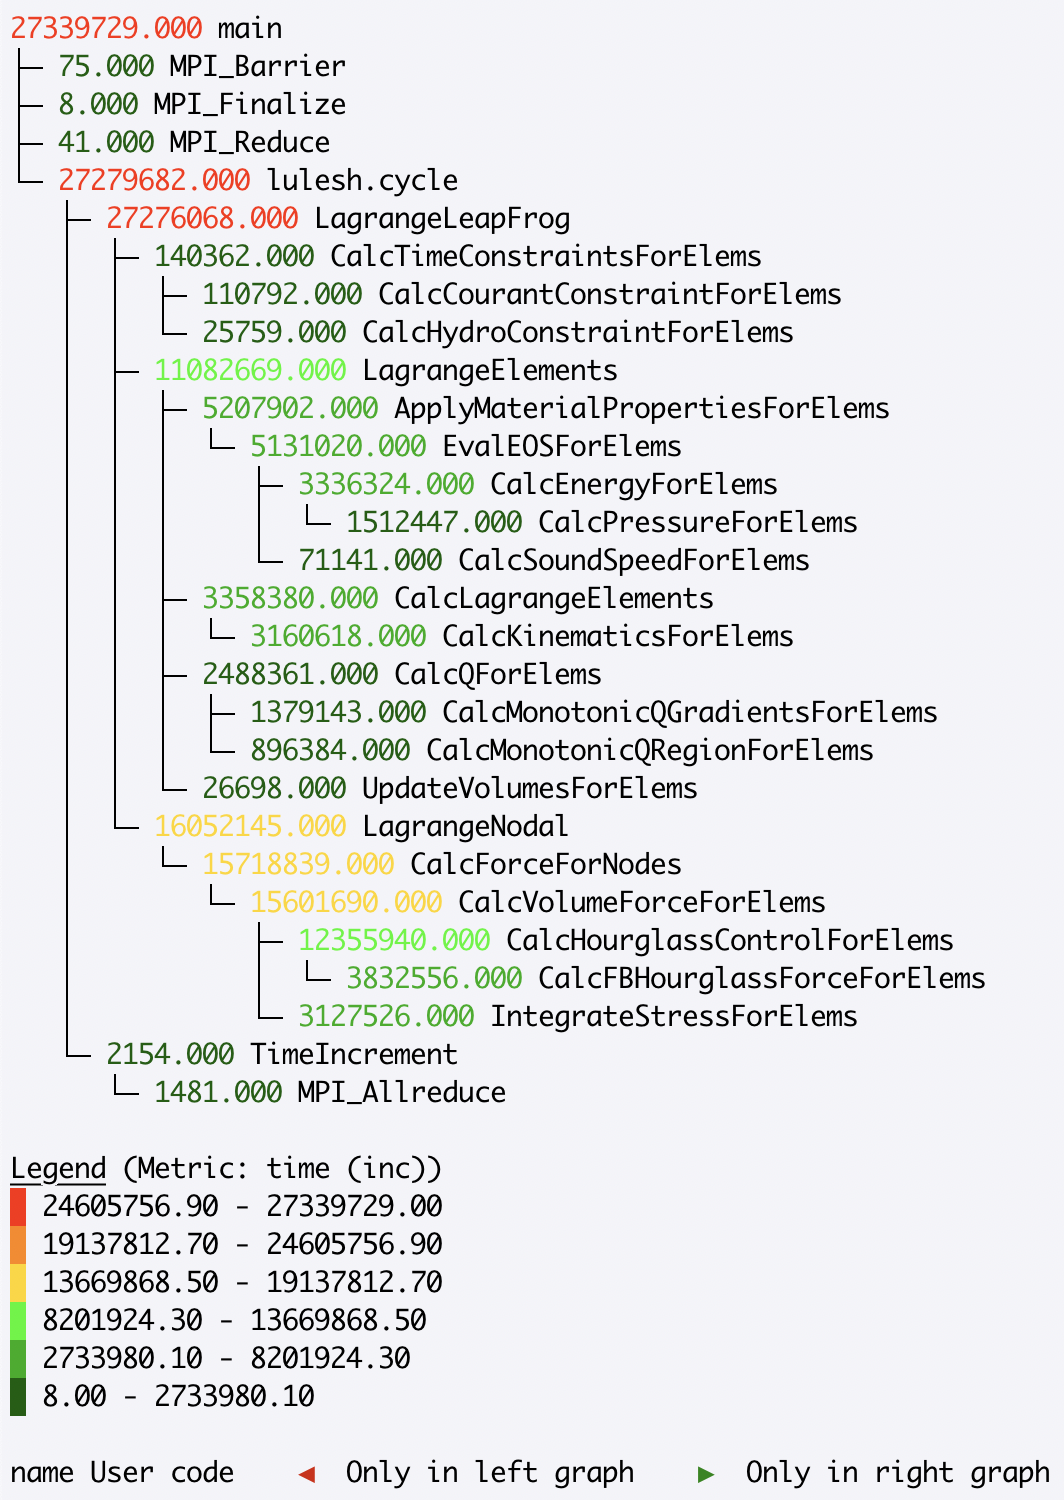 27339729.000 main
75.000 MPI_Barrier
8.000 MPI_Finalize
41.000 MPI_Reduce
27279682.000 lulesh.cycle
27276068.000 LagrangeLeapFrog
140362.000 CalcTimeConstraintsForElems
110792.000 CalcCourantConstraintForElems
25759.000 CalcHydroConstraintForElems
11082669.000 LagrangeElements
5207902.000 ApplyMaterialPropertiesForElems
5131020.000 EvalEOSForElems
3336324.000 CalcEnergyForElems
1512447.000 CalcPressureForElems
71141.000 CalcSoundSpeedForElems
3358380.000 CalcLagrangeElements
3160618.000 CalcKinematicsForElems
2488361.000 CalcQForElems
1379143.000 CalcMonotonicQGradientsForElems
896384.000 CalcMonotonicQRegionForElems
26698.000 UpdateVolumesForElems
16052145.000 LagrangeNodal
15718839.000 CalcForceForNodes
15601690.000 CalcVolumeForceForElems
12355940.000 CalcHourglassControlForElems
3832556.000 CalcFBHourglassForceForElems
3127526.000 IntegrateStressForElems
2154.000 TimeIncrement
1481.000 MPI_Allreduce
Legend (Metric: time (inc))
24605756.90 - 27339729.00
19137812.70 - 24605756.90
13669868.50 - 19137812.70
8201924.30 - 13669868.50
2733980.10 - 8201924.30
8.00 - 2733980.10
name User code ◀ Only in left graph ▶ Only in right graph